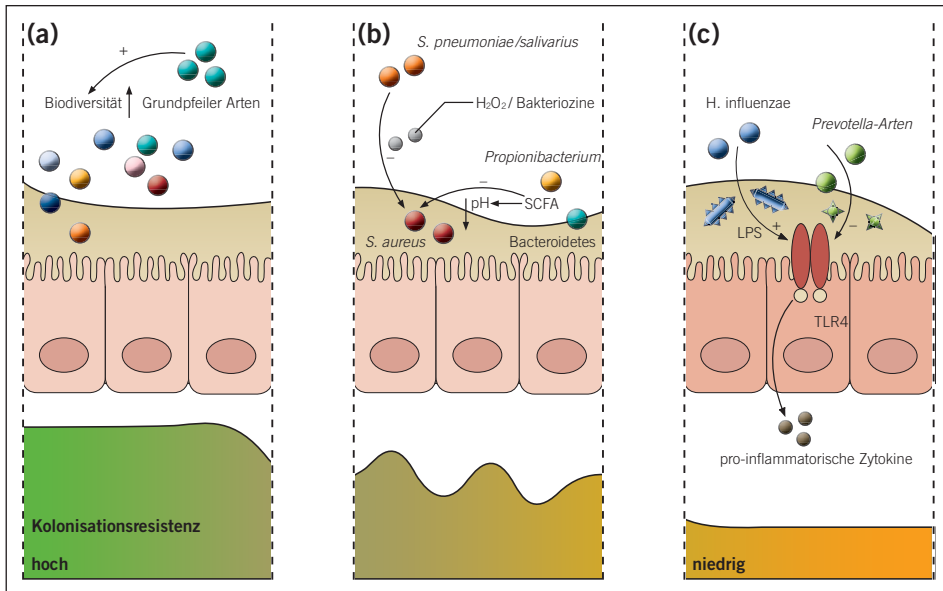 (a)
+
Biodiversität
Grundpfeiler Arten
Kolonisationsresistenz
hoch
(b)
S. pneumoniae/salivarius
H₂O₂/ Bakteriozine
–
Propionibacterium
–
pH
SCFA
S. aureus
Bacteroidetes
(c)
H. influenzae
Prevotella-Arten
LPS
+
–
TLR4
pro-inflammatorische Zytokine
niedrig